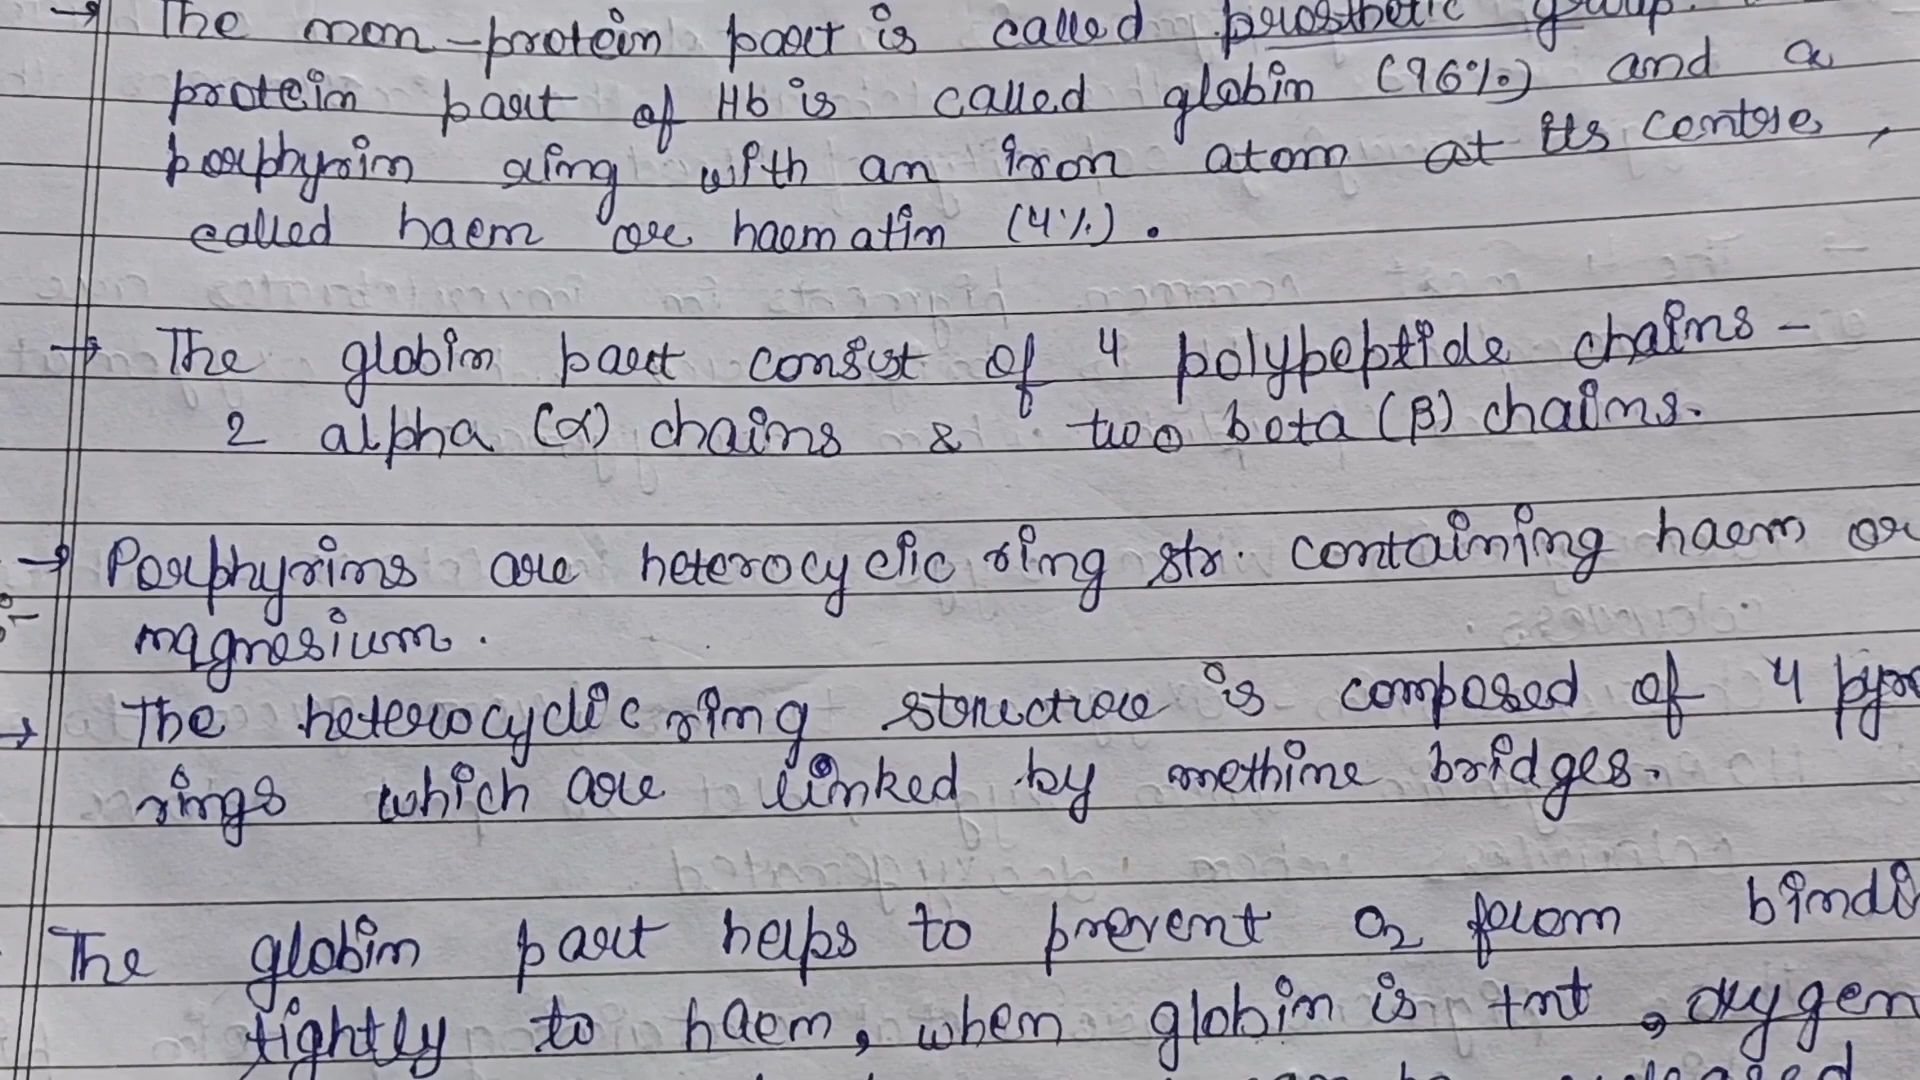 → The non-protein part is called prosthetic group.
protein part of Hb is called globin (96%) and a
porphyrin ring with an iron atom at its centre,
called haem or haematin (4%).
→ The globin part consist of 4 polypeptide chains -
2 alpha (α) chains & two beta (β) chains.
→ Porphyrins are heterocyclic ring str. containing haem or
magnesium.
→ The heterocyclic ring structure is composed of 4
rings which are linked by methine bridges.
The globin part helps to prevent O2 from
tightly to haem, when globin is +nt, oxygen